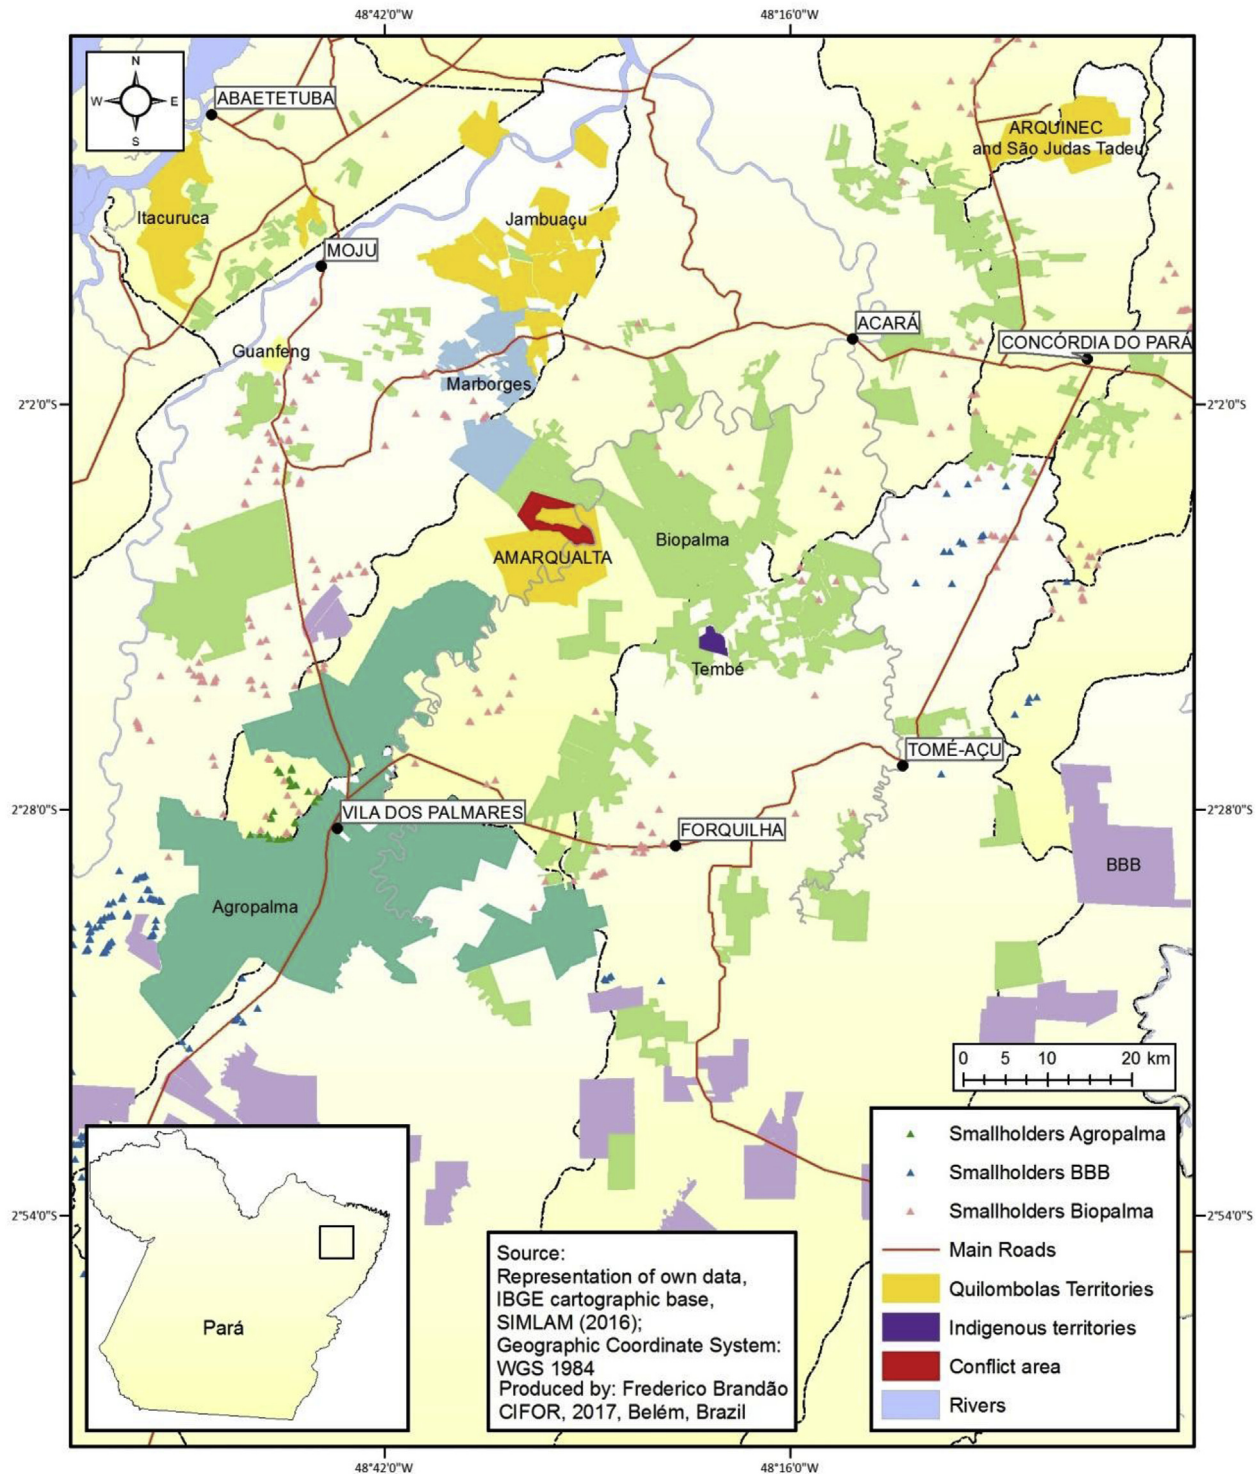 48°42'0"W
48°16'0"W
N
W
E
S
ABAETETUBA
ARQUINEC
and São Judas Tadeu
Itacuruca
Jambuaçu
MOJU
ACARÁ
CONCÓRDIA DO PARÁ
Guanfeng
Marborges
2°2'0"S
2°2'0"S
Biopalma
AMARQUALTA
Tembé
TOMÉ-AÇU
2°28'0"S
2°28'0"S
VILA DOS PALMARES
FORQUILHA
BBB
Agropalma
0 5 10 20 km
Smallholders Agropalma
Smallholders BBB
Smallholders Biopalma
Main Roads
Quilombolas Territories
Indigenous territories
Conflict area
Rivers
2°54'0"S
2°54'0"S
Pará
Source:
Representation of own data,
IBGE cartographic base,
SIMLAM (2016);
Geographic Coordinate System:
WGS 1984
Produced by: Frederico Brandão
CIFOR, 2017, Belém, Brazil
48°42'0"W
48°16'0"W